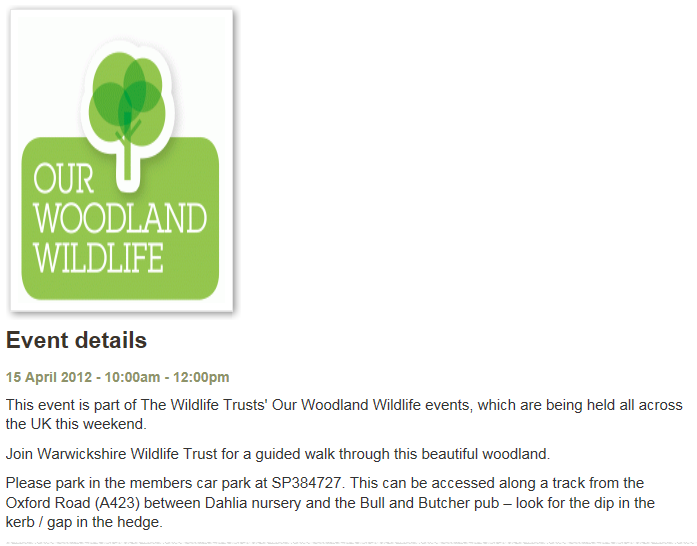 OUR
WOODLAND
WILDLIFE
Event details
15 April 2012 - 10:00am - 12:00pm
This event is part of The Wildlife Trusts' Our Woodland Wildlife events, which are being held all across
the UK this weekend.
Join Warwickshire Wildlife Trust for a guided walk through this beautiful woodland.
Please park in the members car park at SP384727. This can be accessed along a track from the
Oxford Road (A423) between Dahlia nursery and the Bull and Butcher pub – look for the dip in the
kerb / gap in the hedge.